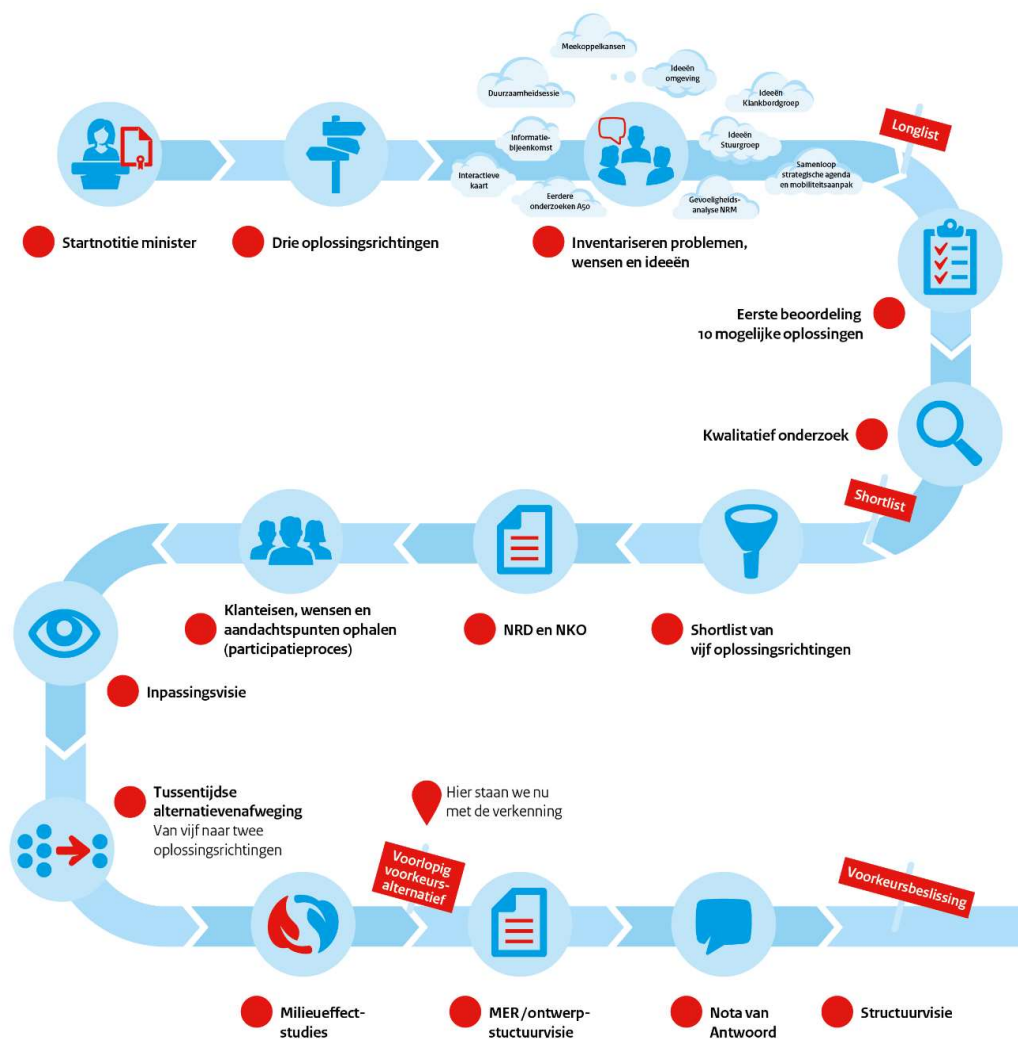 Meekoppelkansen
Ideeën
omgeving
Duurzaamheidsessie
Ideeën
Klankbordgroep
Informatie-
bijeenkomst
Ideeën
Stuurgroep
Longlist
Interactieve
kaart
Eerdere
onderzoeken A50
Gevoeligheids-
analyse NRM
Samenloop
strategische agenda
en mobiliteitsaanpak
Startnotitie minister
Drie oplossingsrichtingen
Inventariseren problemen,
wensen en ideeën
Eerste beoordeling
10 mogelijke oplossingen
Kwalitatief onderzoek
Shortlist
Shortlist van
vijf oplossingsrichtingen
NRD en NKO
Klanteisen, wensen en
aandachtspunten ophalen
(participatieproces)
Inpassingsvisie
Tussentijdse
alternatievenafweging
Van vijf naar twee
oplossingsrichtingen
Hier staan we nu
met de verkenning
Voorlopig
voorkeurs-
alternatief
Voorkeursbeslissing
Milieueffect-
studies
MER/ontwerp-
stuctuurvisie
Nota van
Antwoord
Structuurvisie